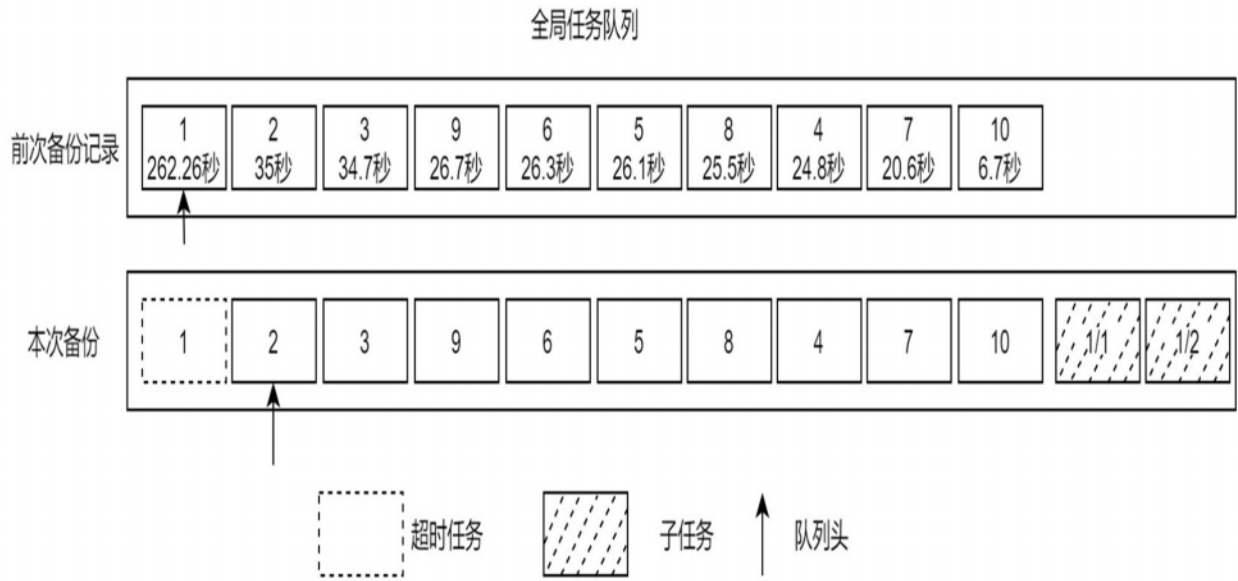 全局任务队列
前次备份记录
1 2 3 9 6 5 8 4 7 10
262.26秒 35秒 34.7秒 26.7秒 26.3秒 26.1秒 25.5秒 24.8秒 20.6秒 6.7秒
本次备份 1 2 3 9 6 5 8 4 7 10 1/1 1/2
超时任务 子任务 队列头